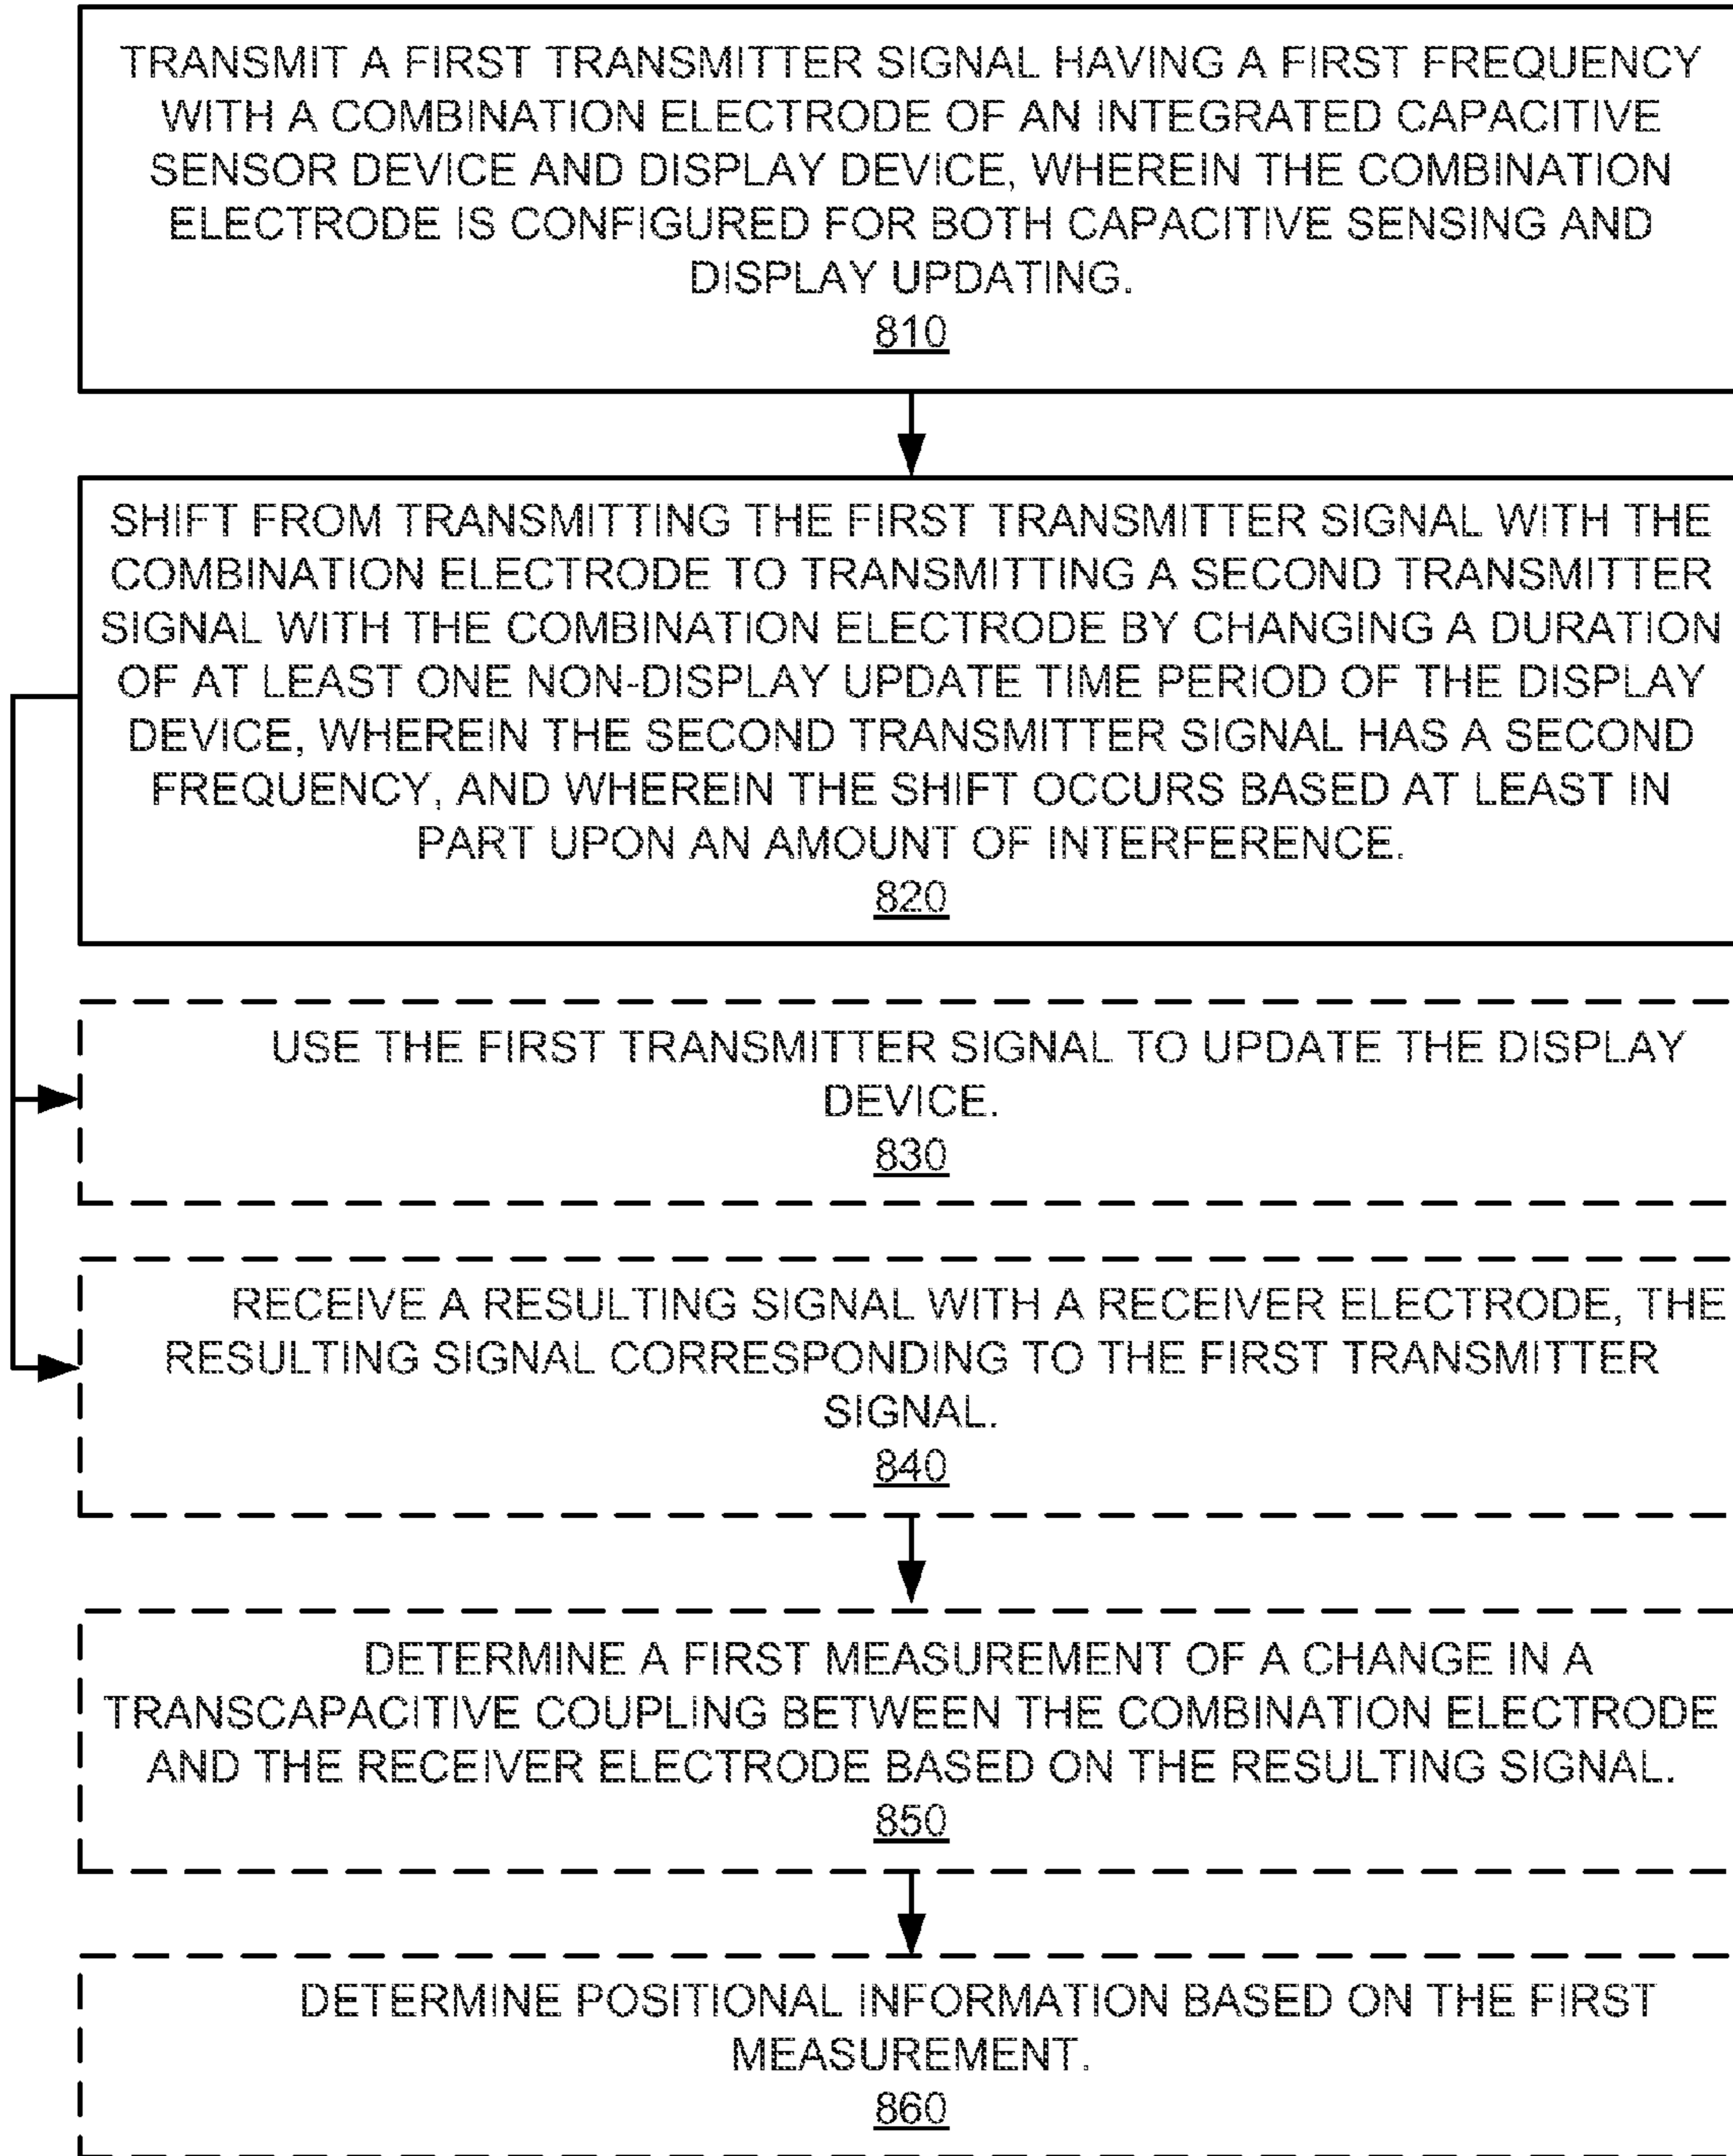 TRANSMIT A FIRST TRANSMITTER SIGNAL HAVING A FIRST FREQUENCY
WITH A COMBINATION ELECTRODE OF AN INTEGRATED CAPACITIVE
SENSOR DEVICE AND DISPLAY DEVICE, WHEREIN THE COMBINATION
ELECTRODE IS CONFIGURED FOR BOTH CAPACITIVE SENSING AND
DISPLAY UPDATING.
810
SHIFT FROM TRANSMITTING THE FIRST TRANSMITTER SIGNAL WITH THE
COMBINATION ELECTRODE TO TRANSMITTING A SECOND TRANSMITTER
SIGNAL WITH THE COMBINATION ELECTRODE BY CHANGING A DURATION
OF AT LEAST ONE NON-DISPLAY UPDATE TIME PERIOD OF THE DISPLAY
DEVICE, WHEREIN THE SECOND TRANSMITTER SIGNAL HAS A SECOND
FREQUENCY, AND WHEREIN THE SHIFT OCCURS BASED AT LEAST IN
PART UPON AN AMOUNT OF INTERFERENCE.
820
USE THE FIRST TRANSMITTER SIGNAL TO UPDATE THE DISPLAY
DEVICE.
830
RECEIVE A RESULTING SIGNAL WITH A RECEIVER ELECTRODE, THE
RESULTING SIGNAL CORRESPONDING TO THE FIRST TRANSMITTER
SIGNAL.
840
DETERMINE A FIRST MEASUREMENT OF A CHANGE IN A
TRANSCAPACITIVE COUPLING BETWEEN THE COMBINATION ELECTRODE
AND THE RECEIVER ELECTRODE BASED ON THE RESULTING SIGNAL.
850
DETERMINE POSITIONAL INFORMATION BASED ON THE FIRST
MEASUREMENT.
860